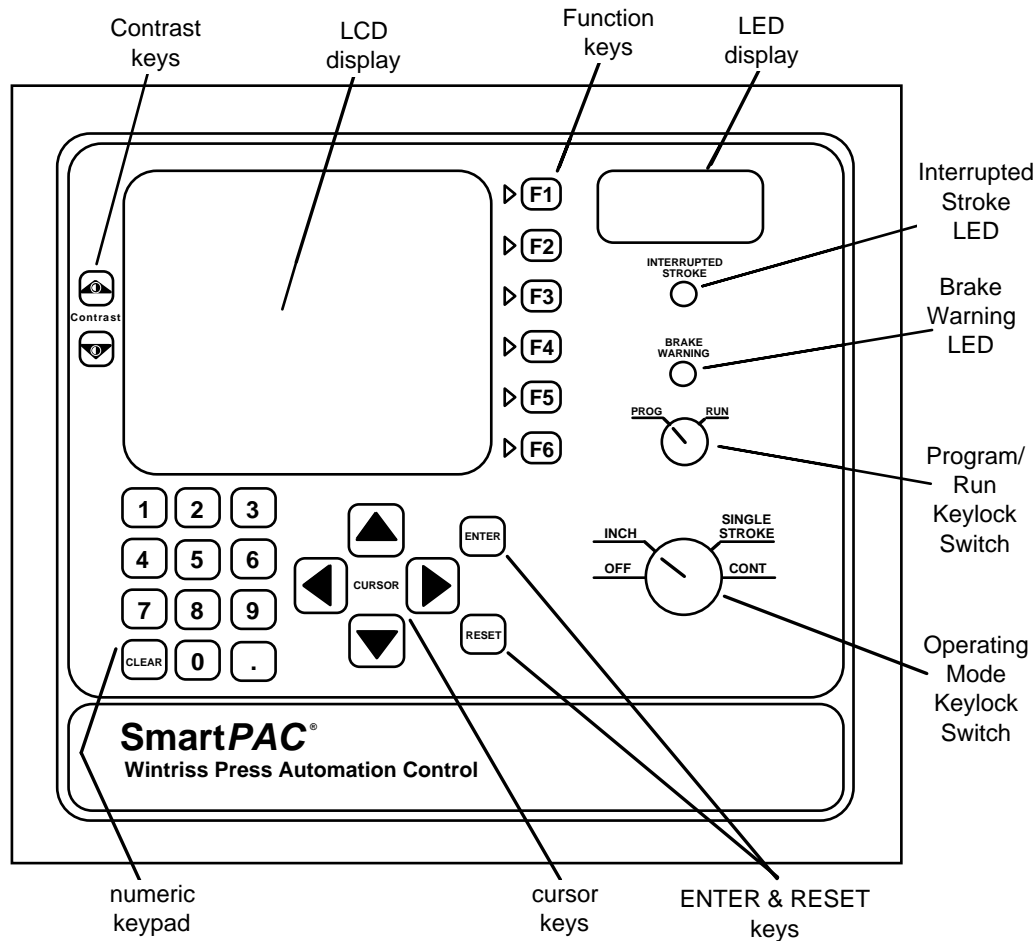 Contrast
keys
LCD
display
Function
keys
LED
display
F1
F2
F3
F4
F5
F6
Contrast
INTERRUPTED
STROKE
BRAKE
WARNING
PROG
RUN
INCH
SINGLE
STROKE
OFF
CONT
Interrupted
Stroke
LED
Brake
Warning
LED
Program/
Run
Keylock
Switch
Operating
Mode
Keylock
Switch
1 2 3
4 5 6
7 8 9
CLEAR 0 .
CURSOR
ENTER
RESET
SmartPAC®
Wintriss Press Automation Control
numeric
keypad
cursor
keys
ENTER & RESET
keys